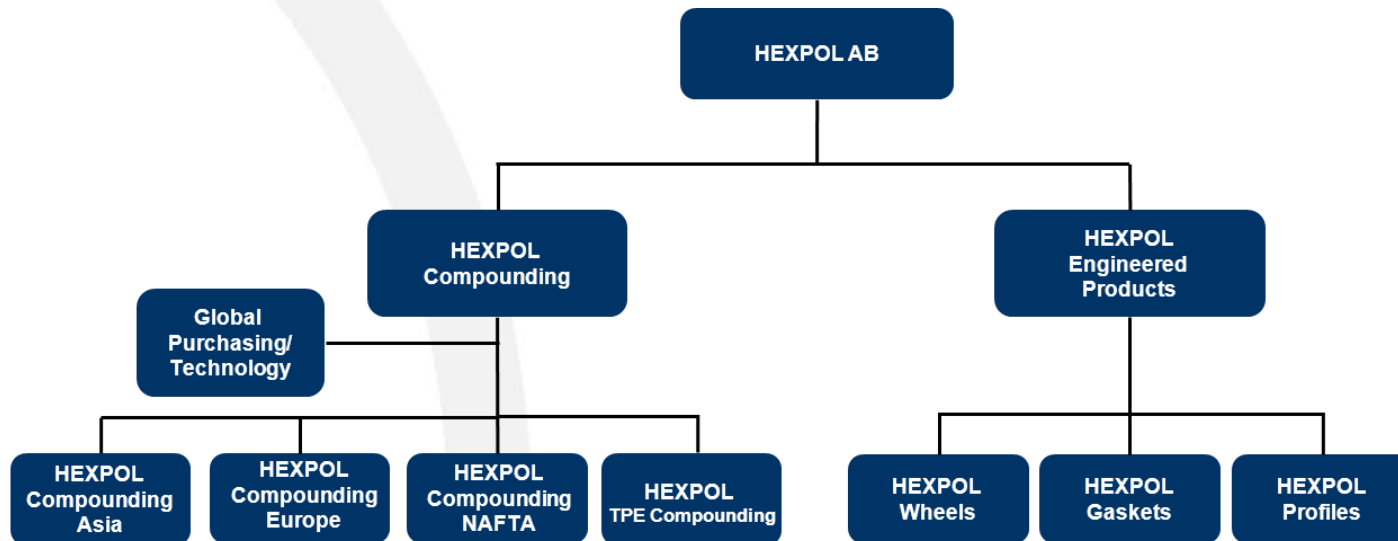 HEXPOL AB
HEXPOL
Compounding
HEXPOL
Engineered
Products
Global
Purchasing/
Technology
HEXPOL
Compounding
Asia
HEXPOL
Compounding
Europe
HEXPOL
Compounding
NAFTA
HEXPOL
TPE Compounding
HEXPOL
Wheels
HEXPOL
Gaskets
HEXPOL
Profiles